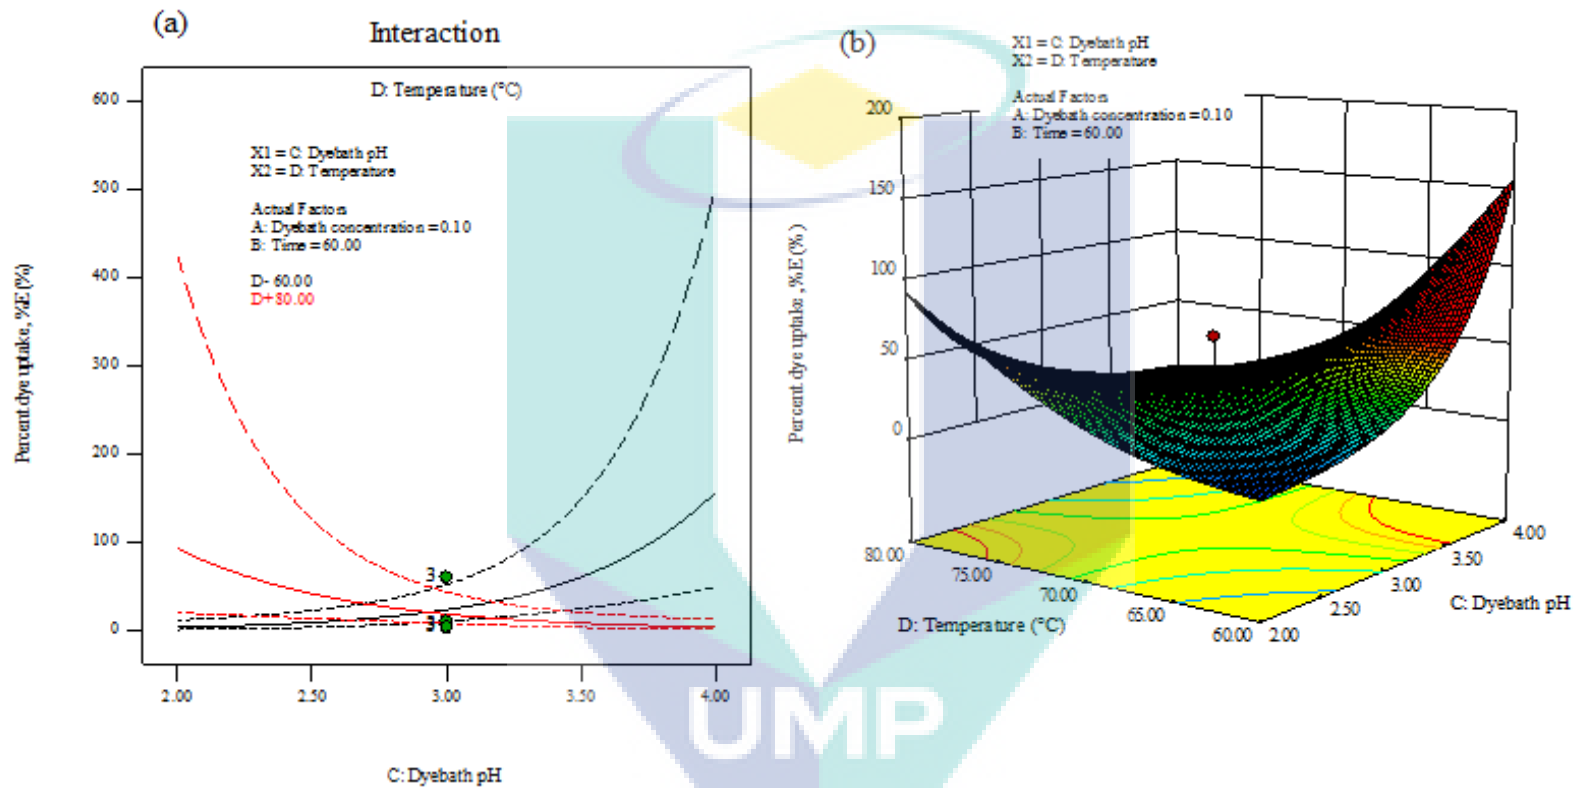 (a)
Interaction
D: Temperature (°C)
X1 = C: Dyebath pH
X2 = D: Temperature
Actual Factors
A: Dyebath concentration = 0.10
B: Time = 60.00
D- 60.00
D+ 80.00
Percent dye uptake, %E (%)
600
500
400
300
200
100
0
3
3
2.00
2.50
3.00
3.50
4.00
C: Dyebath pH
(b)
X1 = C: Dyebath pH
X2 = D: Temperature
Actual Factors
A: Dyebath concentration = 0.10
B: Time = 60.00
Percent dye uptake, %E (%)
200
150
100
50
0
80.00
75.00
70.00
65.00
60.00
D: Temperature (°C)
2.00
2.50
3.00
3.50
4.00
C: Dyebath pH
UMP